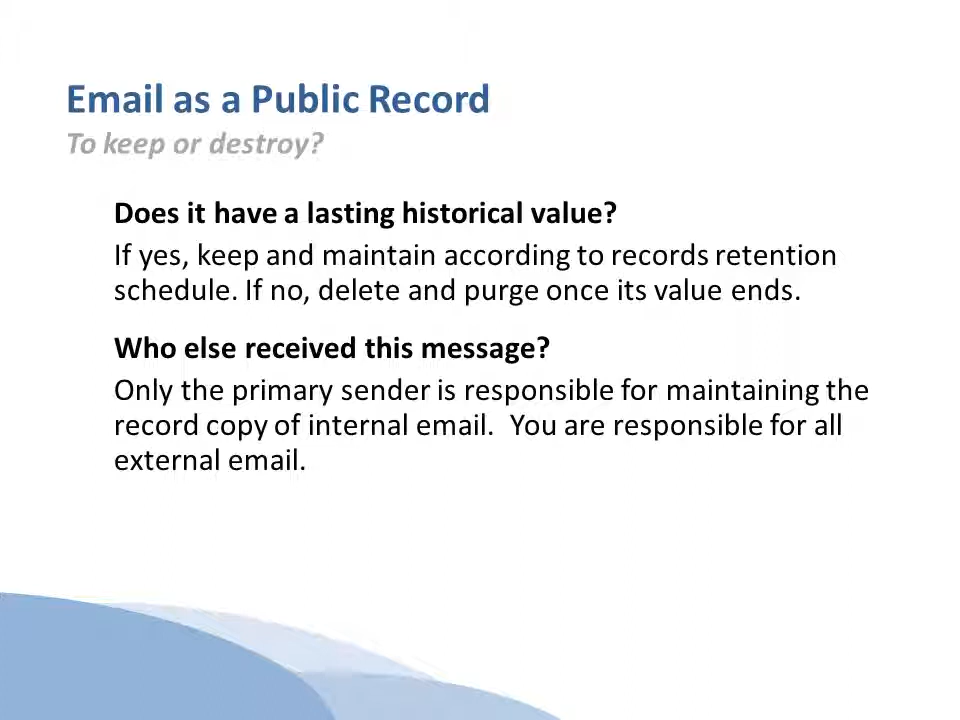 Email as a Public Record
To keep or destroy?
Does it have a lasting historical value?
If yes, keep and maintain according to records retention
schedule. If no, delete and purge once its value ends.
Who else received this message?
Only the primary sender is responsible for maintaining the
record copy of internal email.  You are responsible for all
external email.